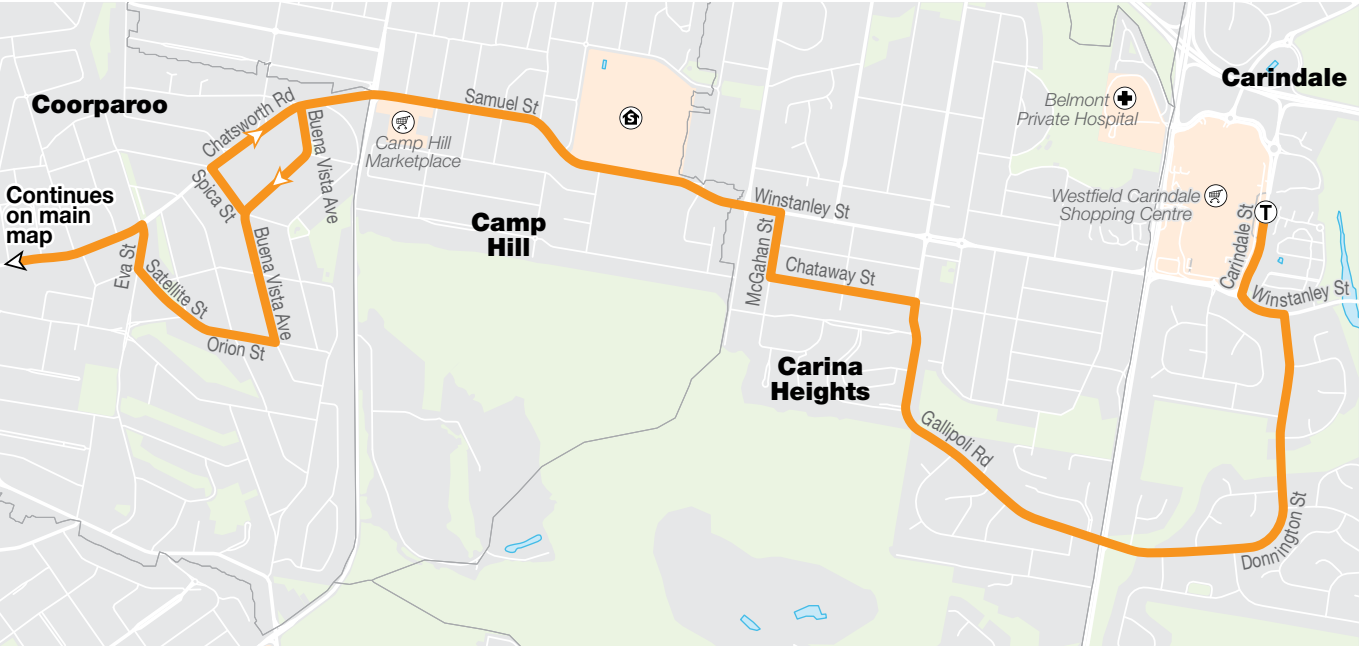 Carindale
Coorparoo
Chatsworth Rd
Samuel St
Belmont
Private Hospital
S
Buena Vista Ave
Camp Hill
Marketplace
Spica St
Continues
on main
map
Winstanley St
Westfield Carindale
Shopping Centre
T
Camp
Hill
Carindale St
Eva St
Satellite St
Buena Vista Ave
McGahan St
Chataway St
Winstanley St
Orion St
Carina
Heights
Gallipoli Rd
Donnington St